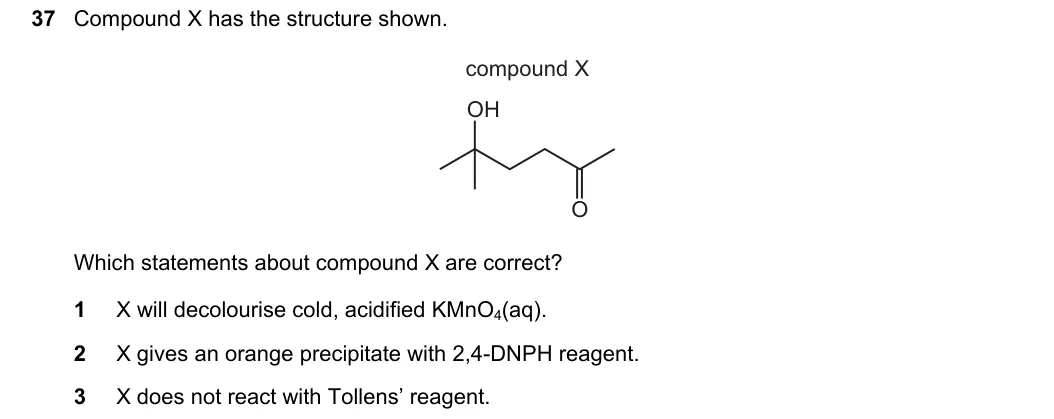 37 Compound X has the structure shown.
compound X
OH
O
Which statements about compound X are correct?
1 X will decolourise cold, acidified KMnO₄(aq).
2 X gives an orange precipitate with 2,4-DNPH reagent.
3 X does not react with Tollens’ reagent.